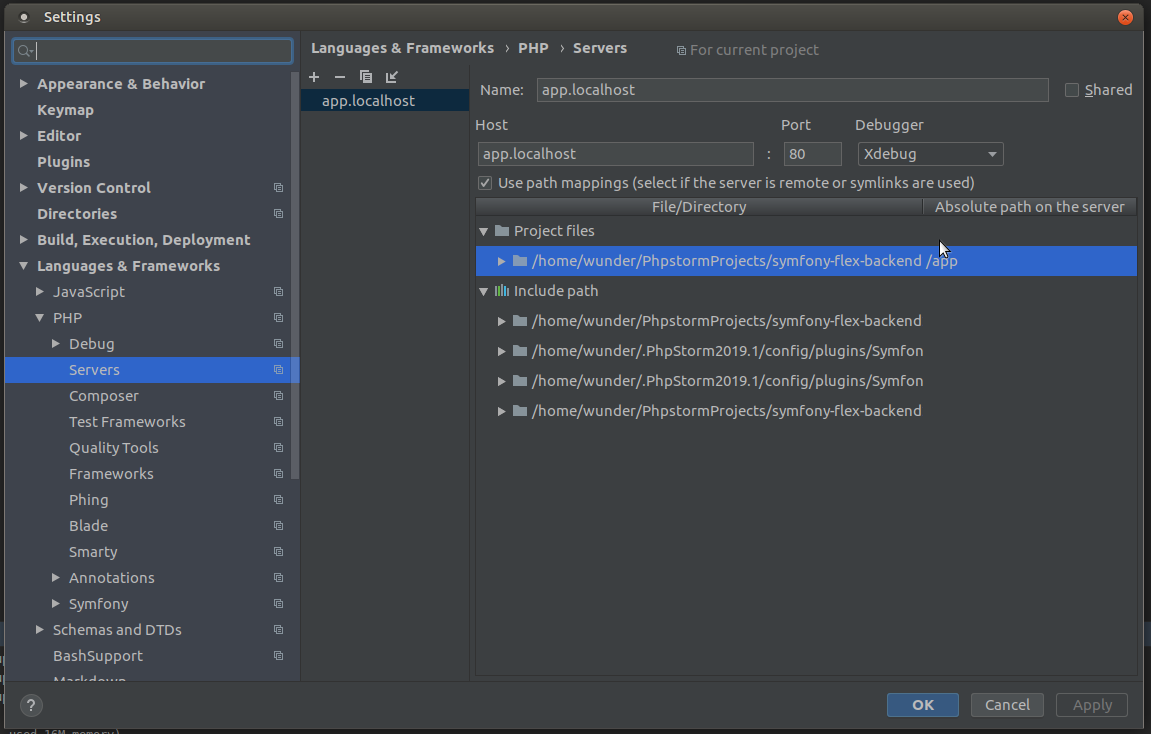 Settings
Languages & Frameworks › PHP › Servers For current project
Appearance & Behavior
Keymap
Editor
Plugins
Version Control
Directories
Build, Execution, Deployment
Languages & Frameworks
JavaScript
PHP
Debug
Servers
Composer
Test Frameworks
Quality Tools
Frameworks
Phing
Blade
Smarty
Annotations
Symfony
Schemas and DTDs
BashSupport
Markdown
app.localhost
Name: app.localhost Shared
Host Port Debugger
app.localhost : 80 Xdebug
Use path mappings (select if the server is remote or symlinks are used)
File/Directory Absolute path on the server
Project files
/home/wunder/PhpstormProjects/symfony-flex-backend /app
Include path
/home/wunder/PhpstormProjects/symfony-flex-backend
/home/wunder/.PhpStorm2019.1/config/plugins/Symfon
/home/wunder/.PhpStorm2019.1/config/plugins/Symfon
/home/wunder/PhpstormProjects/symfony-flex-backend
? OK Cancel Apply
used 16M memory)